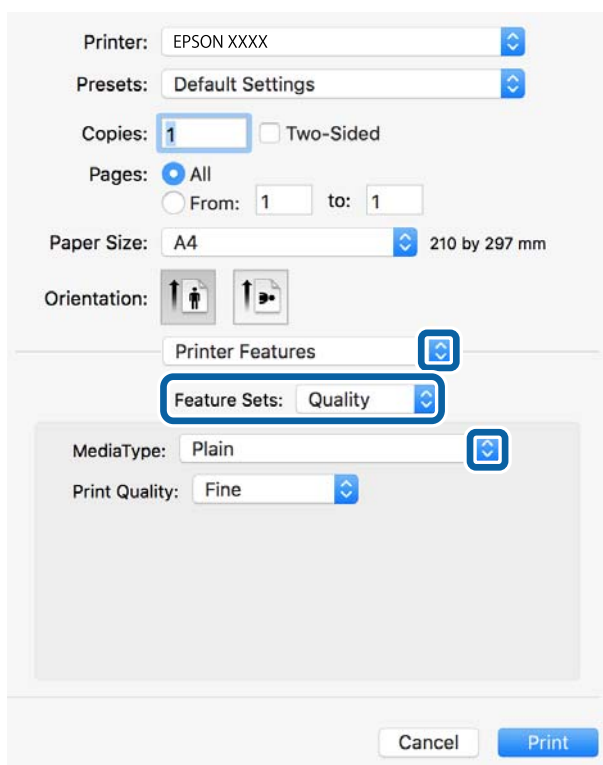 Printer: EPSON XXXX
Presets: Default Settings
Copies: 1 Two-Sided
Pages: All
From: 1 to: 1
Paper Size: A4 210 by 297 mm
Orientation:
Printer Features
Feature Sets: Quality
MediaType: Plain
Print Quality: Fine
Cancel Print